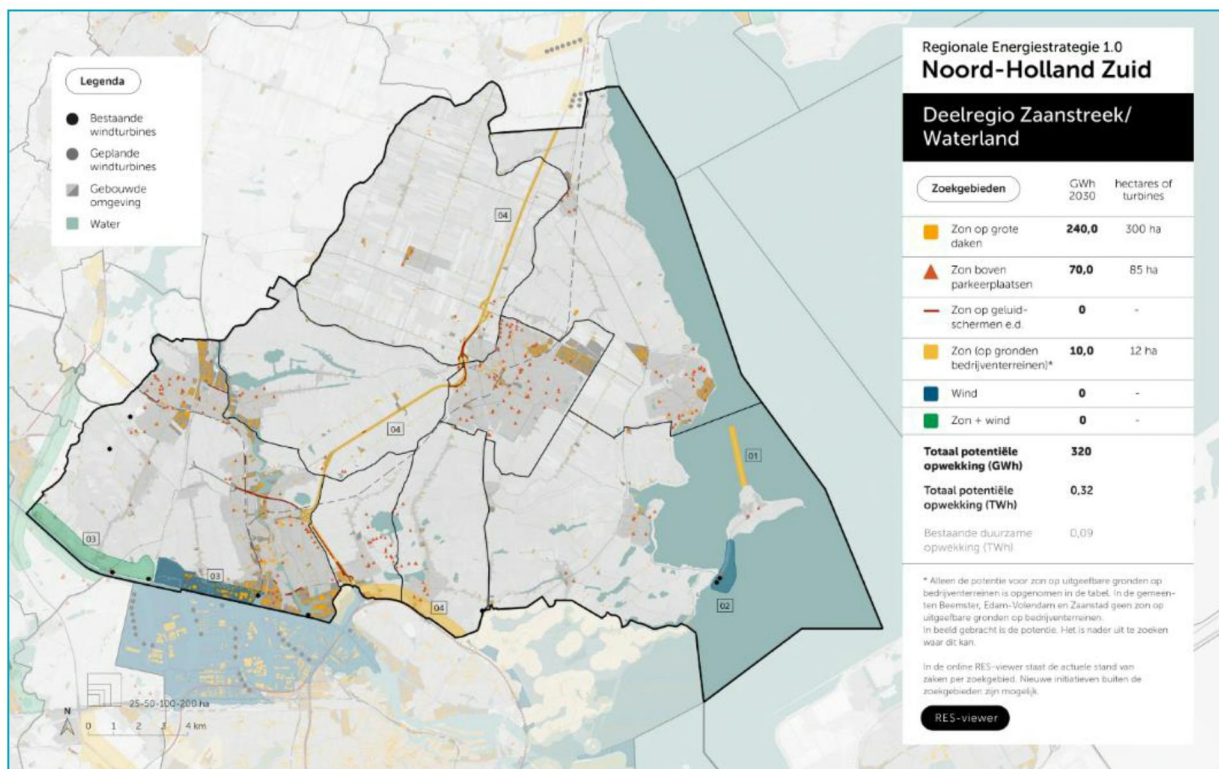 Legenda
Bestaande
windturbines
Geplande
windturbines
Gebouwde
omgeving
Water
04
04
01
03
03
02
04
25-50-100-200 ha
N
0 1 2 3 4 km
Regionale Energiestrategie 1.0
Noord-Holland Zuid
Deelregio Zaanstreek/
Waterland
Zoekgebieden GWh 2030 hectares of turbines
Zon op grote daken 240,0 300 ha
Zon boven parkeerplaatsen 70,0 85 ha
Zon op geluid-schermen e.d. 0 -
Zon (op gronden bedrijventerreinen)* 10,0 12 ha
Wind 0 -
Zon + wind 0 -
Totaal potentiële opwekking (GWh) 320
Totaal potentiële opwekking (TWh) 0,32
Bestaande duurzame opwekking (TWh) 0,09
* Alleen de potentie voor zon op uitgeefbare gronden op
bedrijventerreinen is opgenomen in de tabel. In de gemeen-
ten Beemster, Edam-Volendam en Zaanstad geen zon op
uitgeefbare gronden op bedrijventerreinen.
In beeld gebracht is de potentie. Het is nader uit te zoeken
waar dit kan.
In de online RES-viewer staat de actuele stand van
zaken per zoekgebied. Nieuwe initiatieven buiten de
zoekgebieden zijn mogelijk.
RES-viewer